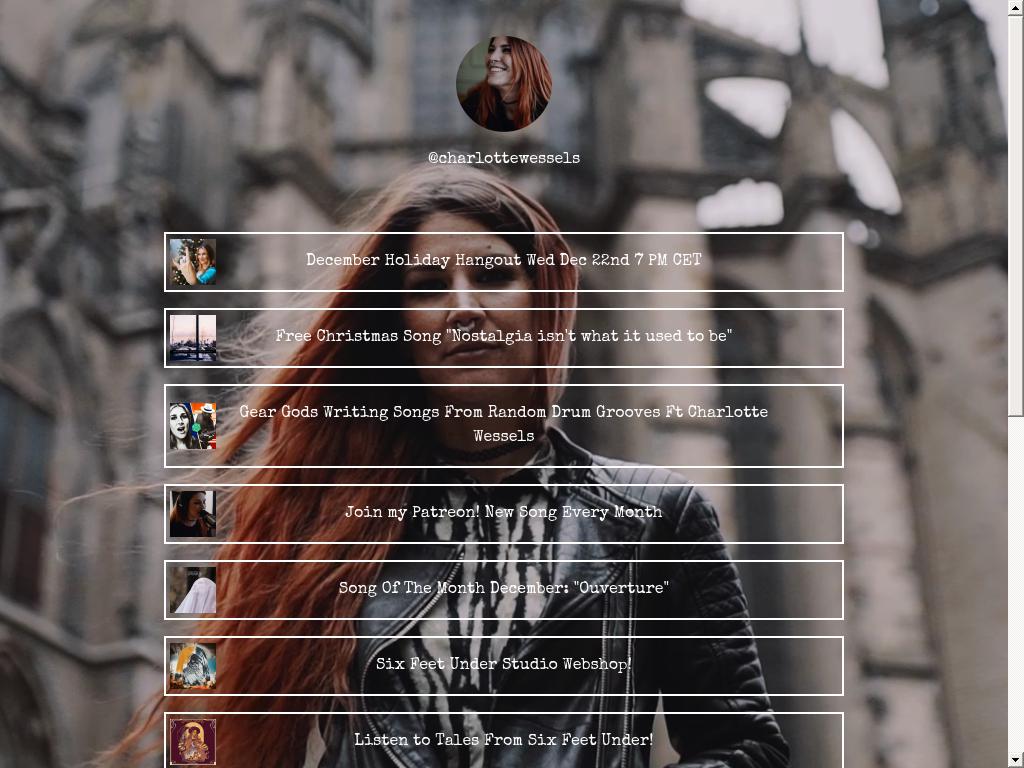 @charlottewessels
December Holiday Hangout Wed Dec 22nd 7 PM CET
Free Christmas Song "Nostalgia isn't what it used to be"
Gear Gods Writing Songs From Random Drum Grooves Ft Charlotte
Wessels
Join my Patreon! New Song Every Month
Song Of The Month December: "Ouverture"
Six Feet Under Studio Webshop!
Listen to Tales From Six Feet Under!